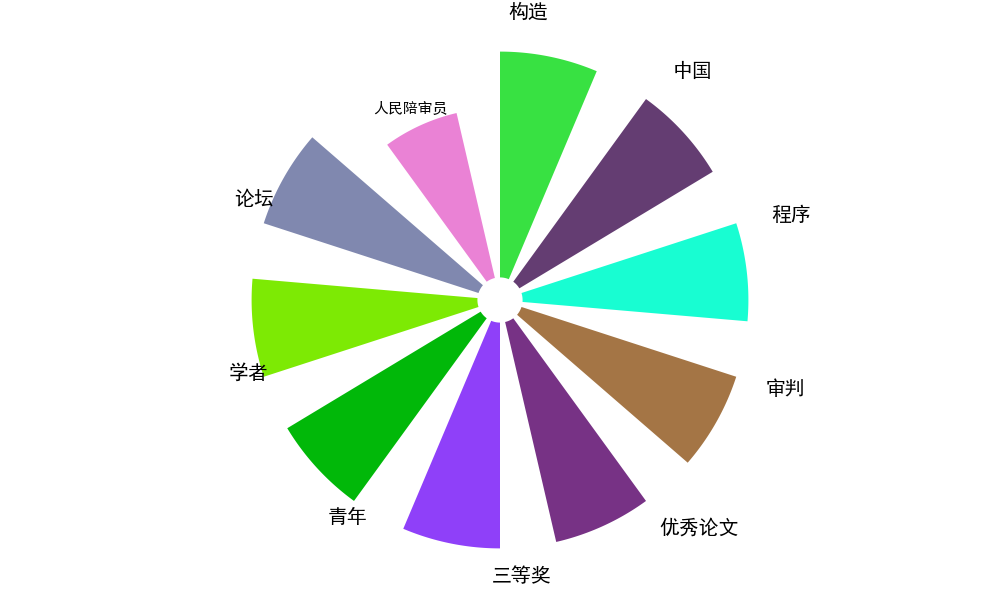 构造
中国
程序
审判
优秀论文
三等奖
青年
学者
论坛
人民陪审员